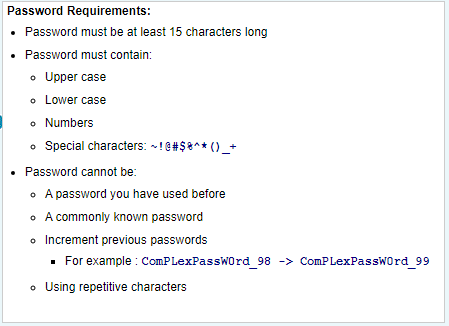 Password Requirements:
Password must be at least 15 characters long
Password must contain:
Upper case
Lower case
Numbers
Special characters: ~!@#$%^*()_+
Password cannot be:
A password you have used before
A commonly known password
Increment previous passwords
For example : ComPLexPassW0rd_98 -> ComPLexPassW0rd_99
Using repetitive characters